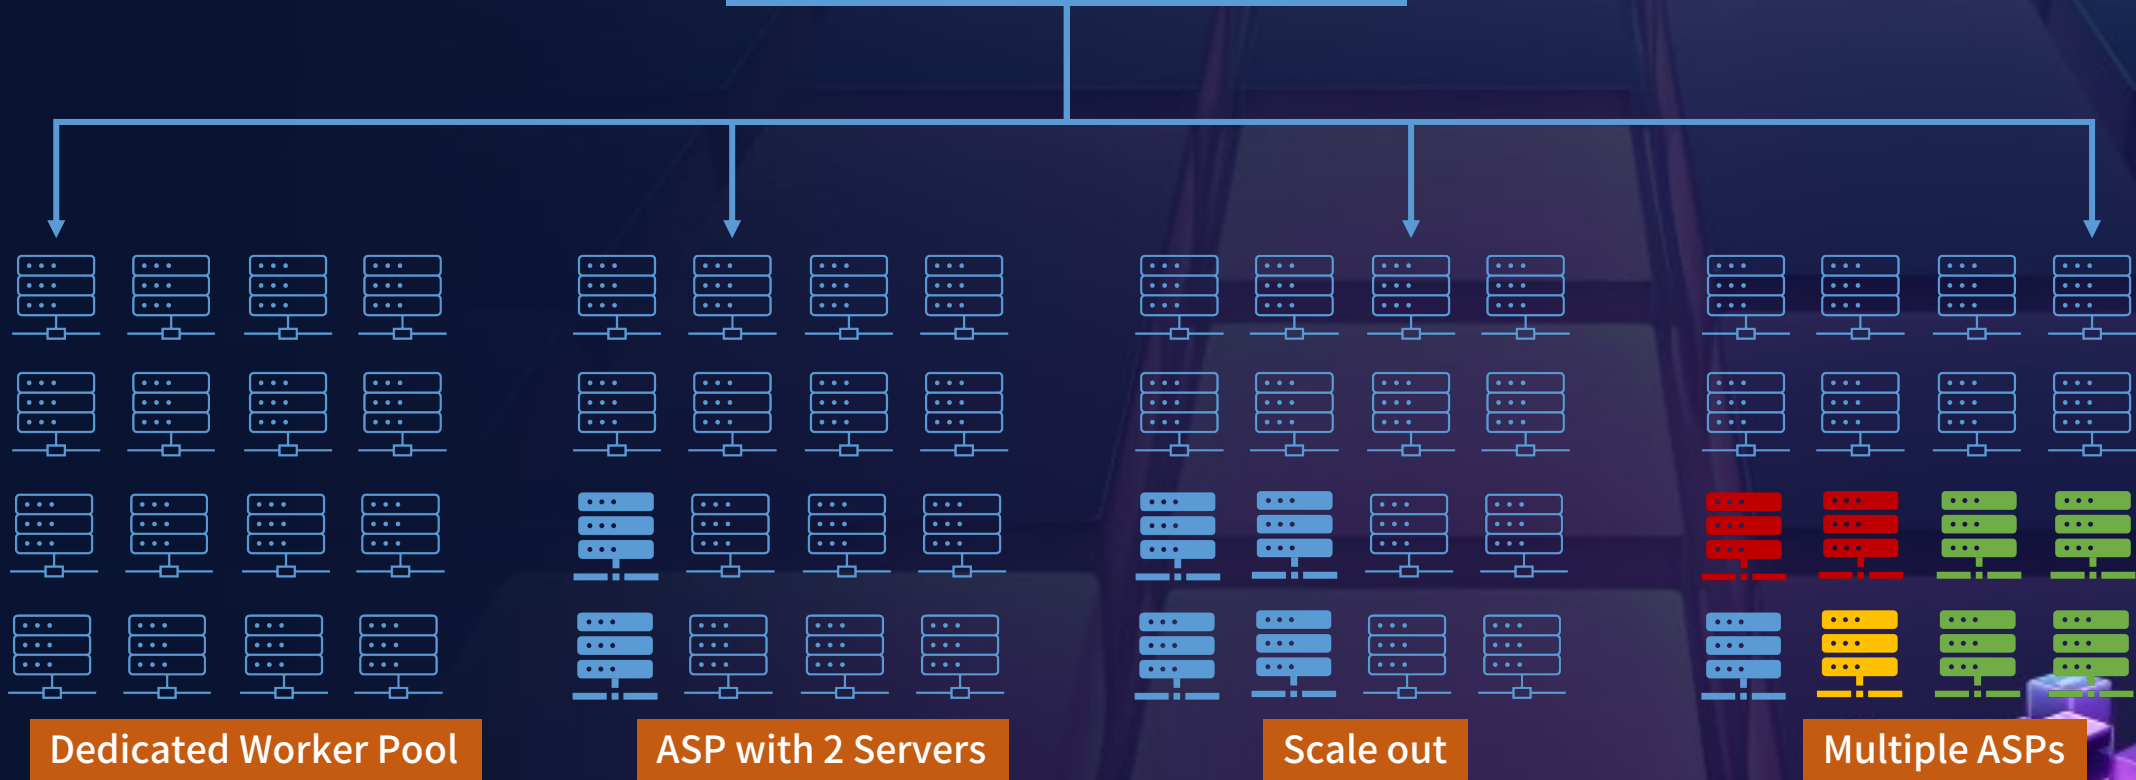 Dedicated Worker Pool
ASP with 2 Servers
Scale out
Multiple ASPs